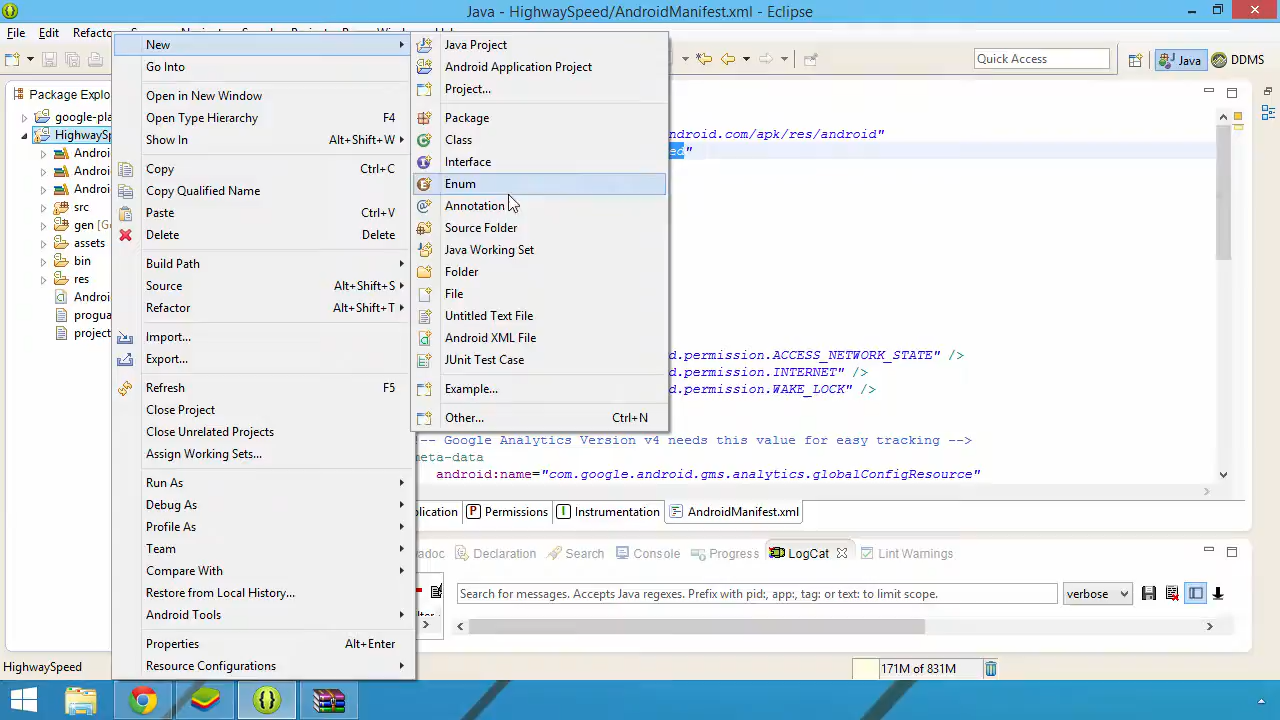 Java - HighwaySpeed/AndroidManifest.xml - Eclipse
File Edit Refacto
Quick Access
Java
DDMS
Package Explo
google-pla
HighwaySpe
Androi
Androi
Androi
src
gen [G
assets
bin
res
Andro
progua
project
New
Go Into
Open in New Window
Open Type Hierarchy F4
Show In Alt+Shift+W
Copy Ctrl+C
Copy Qualified Name
Paste Ctrl+V
Delete Delete
Build Path
Source Alt+Shift+S
Refactor Alt+Shift+T
Import...
Export...
Refresh F5
Close Project
Close Unrelated Projects
Assign Working Sets...
Run As
Debug As
Profile As
Team
Compare With
Restore from Local History...
Android Tools
Properties Alt+Enter
Resource Configurations
Java Project
Android Application Project
Project...
Package
Class
Interface
Enum
Annotation
Source Folder
Java Working Set
Folder
File
Untitled Text File
Android XML File
JUnit Test Case
Example...
Other... Ctrl+N
ndroid.com/apk/res/android"
ed"
d.permission.ACCESS_NETWORK_STATE" />
d.permission.INTERNET" />
d.permission.WAKE_LOCK" />
!-- Google Analytics Version v4 needs this value for easy tracking -->
meta-data
android:name="com.google.android.gms.analytics.globalConfigResource"
plication Permissions Instrumentation AndroidManifest.xml
adoc Declaration Search Console Progress LogCat Lint Warnings
Search for messages. Accepts Java regexes. Prefix with pid:, app:, tag: or text: to limit scope.
verbose
HighwaySpeed
171M of 831M